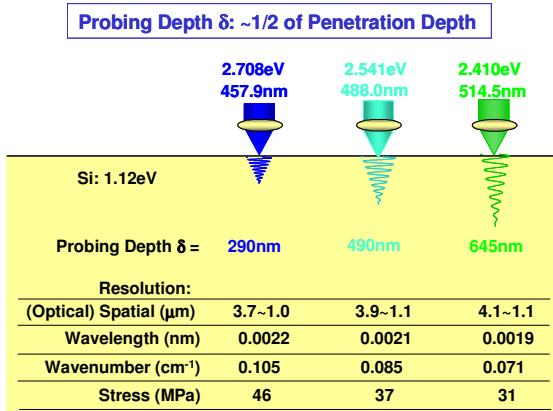 Probing Depth δ: ~1/2 of Penetration Depth
2.708eV 2.541eV 2.410eV
457.9nm 488.0nm 514.5nm
Si: 1.12eV
Probing Depth δ = 290nm 490nm 645nm
Resolution:
(Optical) Spatial (μm) 3.7~1.0 3.9~1.1 4.1~1.1
Wavelength (nm) 0.0022 0.0021 0.0019
Wavenumber (cm⁻¹) 0.105 0.085 0.071
Stress (MPa) 46 37 31